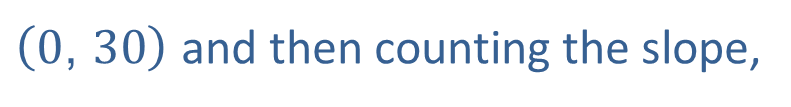 (0, 30) and then counting the slope,